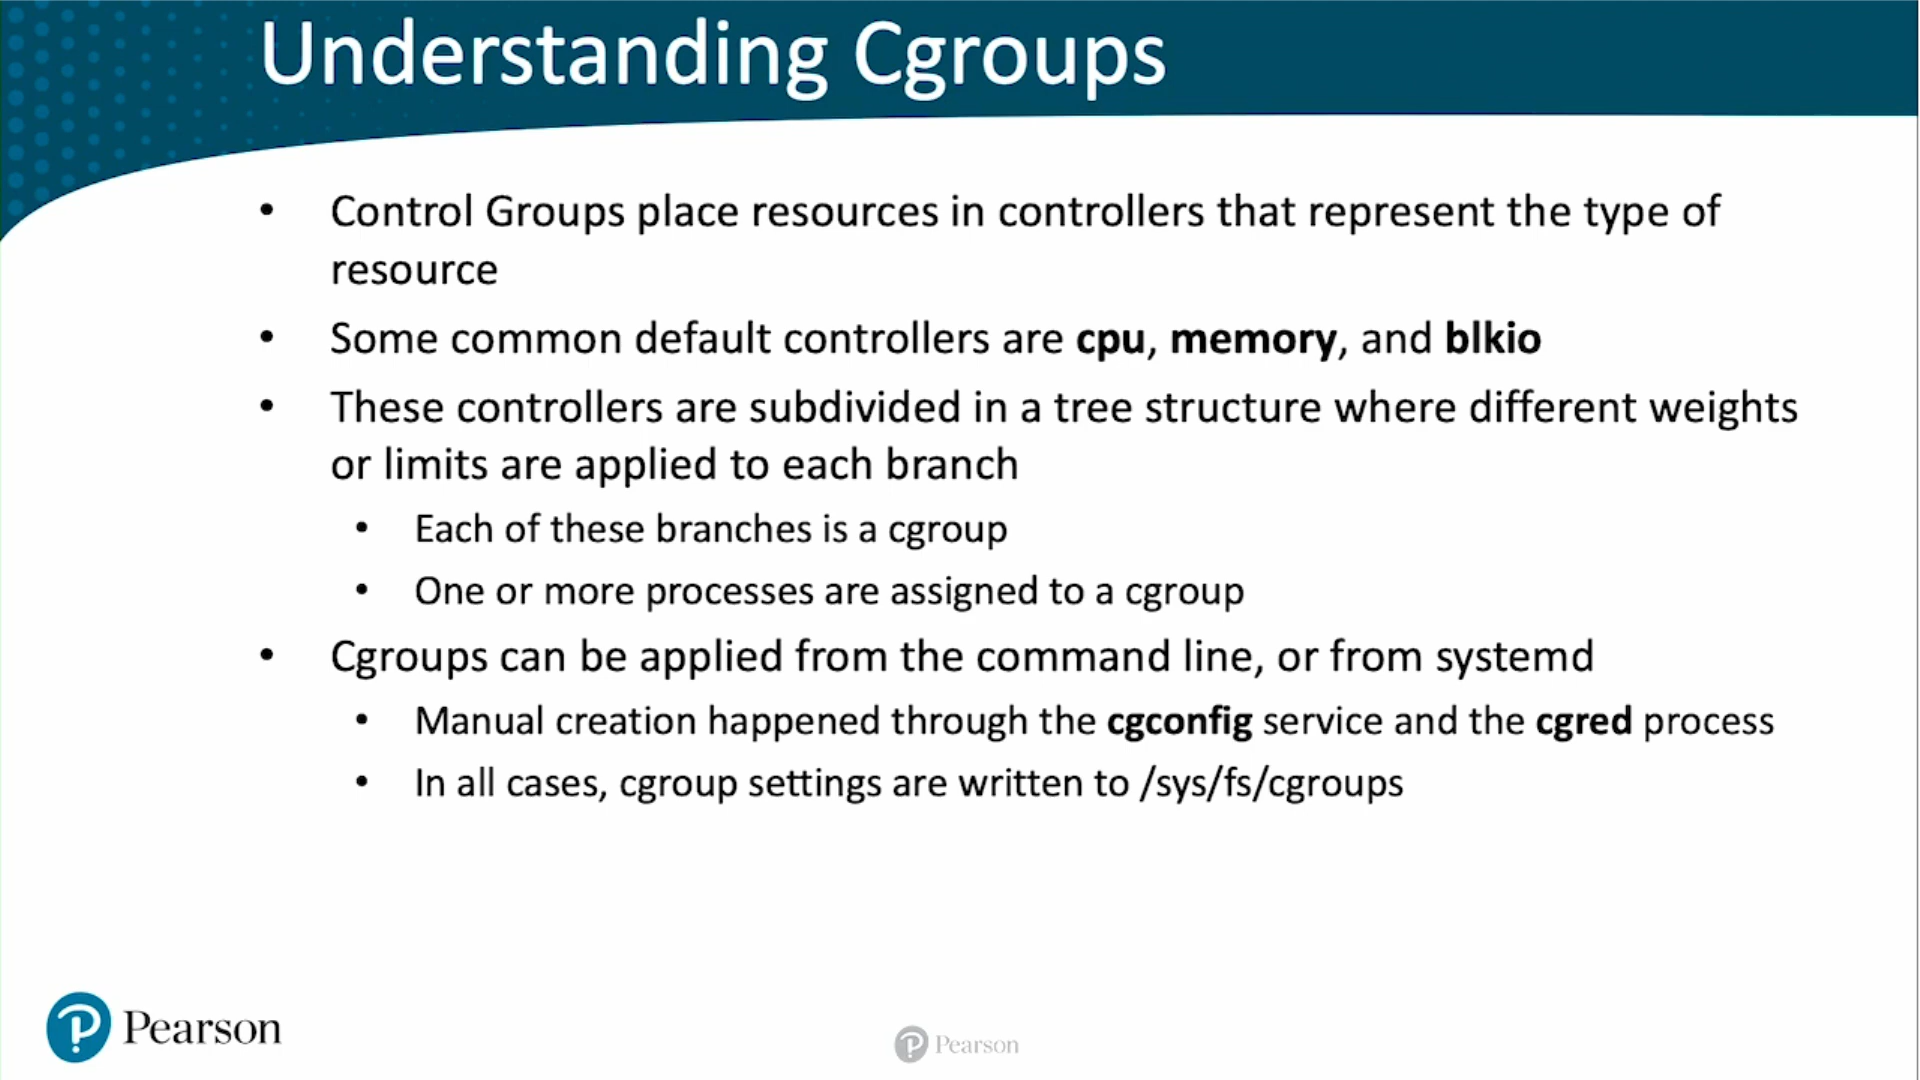 Understanding Cgroups
• Control Groups place resources in controllers that represent the type of
resource
• Some common default controllers are cpu, memory, and blkio
• These controllers are subdivided in a tree structure where different weights
or limits are applied to each branch
• Each of these branches is a cgroup
• One or more processes are assigned to a cgroup
• Cgroups can be applied from the command line, or from systemd
• Manual creation happened through the cgconfig service and the cgred process
• In all cases, cgroup settings are written to /sys/fs/cgroups
Pearson
Pearson